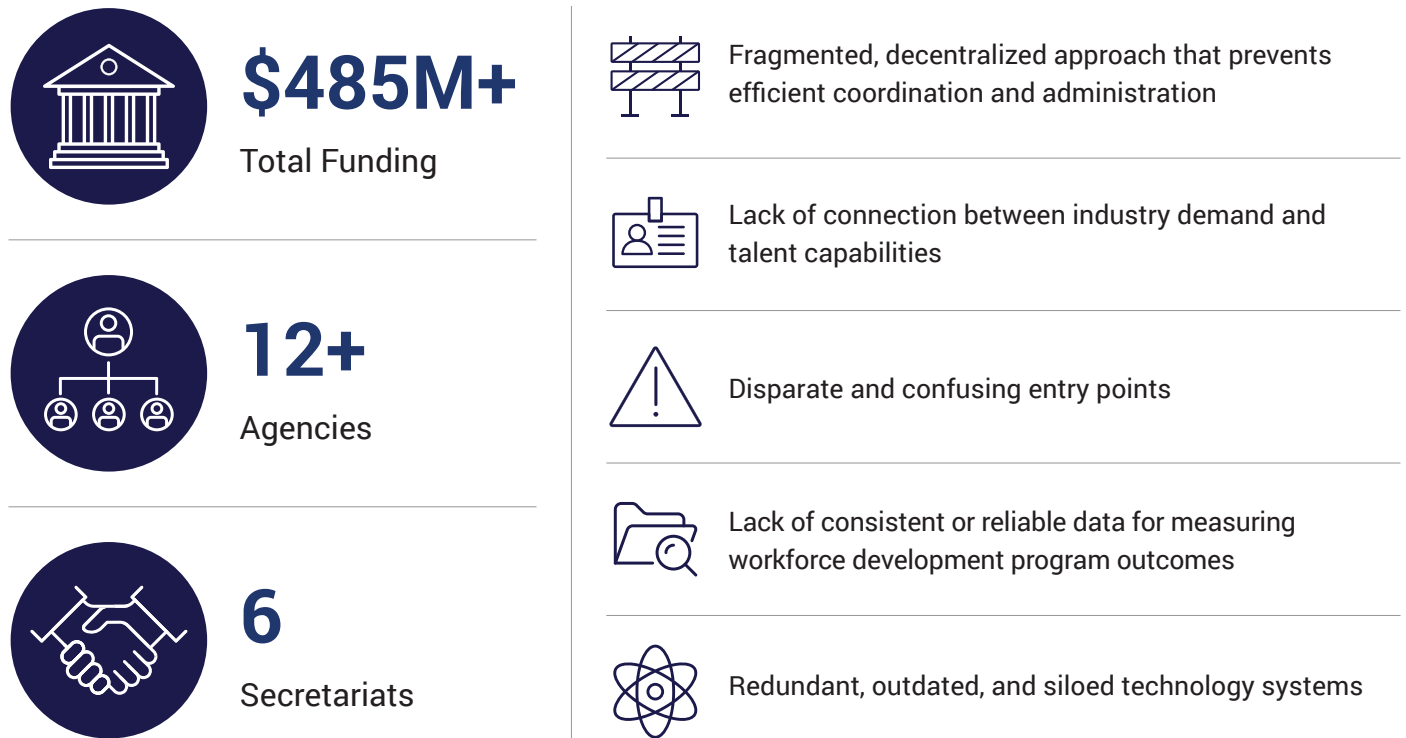 $485M+
Total Funding
12+
Agencies
6
Secretariats
Fragmented, decentralized approach that prevents
efficient coordination and administration
Lack of connection between industry demand and
talent capabilities
Disparate and confusing entry points
Lack of consistent or reliable data for measuring
workforce development program outcomes
Redundant, outdated, and siloed technology systems